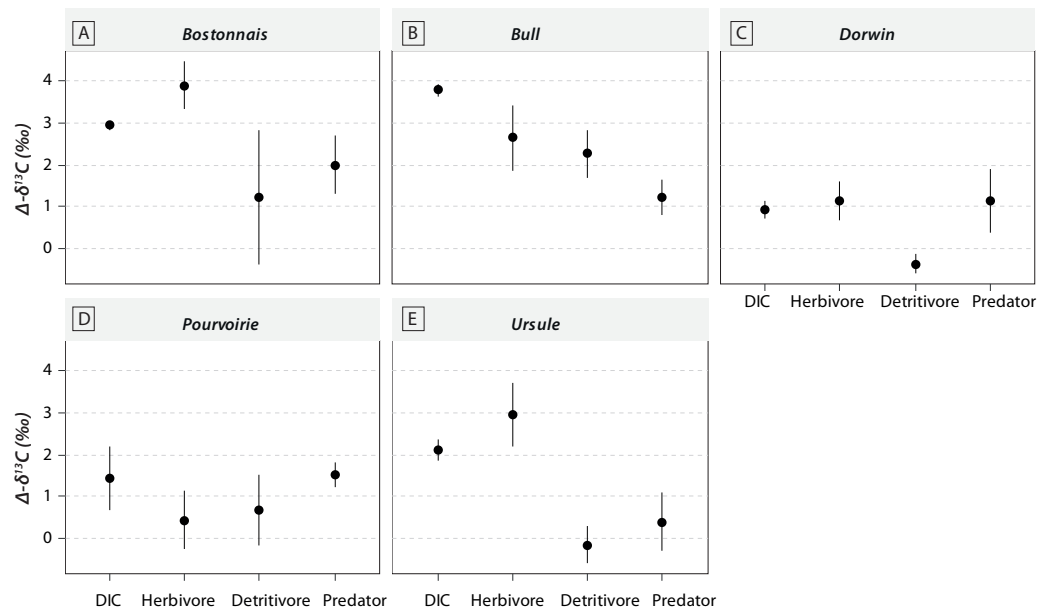 A Bostonnais
B Bull
C Dorwin
Δ-δ¹³C (‰)
4
3
2
1
0
DIC Herbivore Detritivore Predator
D Pourvoirie
E Ursule
Δ-δ¹³C (‰)
4
3
2
1
0
DIC Herbivore Detritivore Predator
DIC Herbivore Detritivore Predator